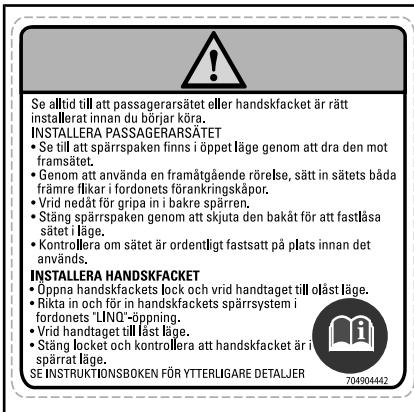 Se alltid till att passagerarsätet eller handskfacket är rätt
installerat innan du börjar köra.
INSTALLERA PASSAGERARSÄTET
• Se till att spärrspaken finns i öppet läge genom att dra den mot
framsätet.
• Genom att använda en framåtgående rörelse, sätt in sätets båda
främre flikar i fordonets förankringskåpor.
• Vrid nedåt för gripa in i bakre spärren.
• Stäng spärrspaken genom att skjuta den bakåt för att fastlåsa
sätet i läge.
• Kontrollera om sätet är ordentligt fastsatt på plats innan det
används.
INSTALLERA HANDSKFACKET
• Öppna handskfackets lock och vrid handtaget till olåst läge.
• Rikta in och för in handskfackets spärrsystem i
fordonets "LINQ"-öppning.
• Vrid handtaget till låst läge.
• Stäng locket och kontrollera att handskfacket är i
spärrat läge.
SE INSTRUKTIONSBOKEN FÖR YTTERLIGARE DETALJER
704904442